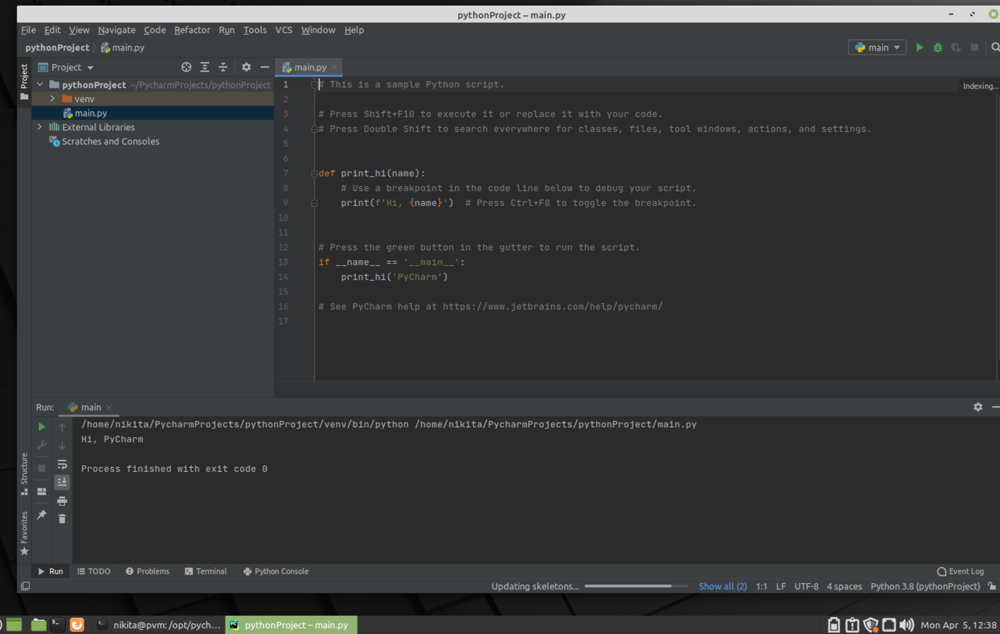 pythonProject – main.py
File Edit View Navigate Code Refactor Run Tools VCS Window Help
pythonProject main.py
main
Project
Project
main.py
pythonProject ~/PycharmProjects/pythonProject
venv
main.py
External Libraries
Scratches and Consoles
1 # This is a sample Python script.
Indexing...
2
3 # Press Shift+F10 to execute it or replace it with your code.
4 # Press Double Shift to search everywhere for classes, files, tool windows, actions, and settings.
5
6
7 def print_hi(name):
8     # Use a breakpoint in the code line below to debug your script.
9     print(f'Hi, {name}')  # Press Ctrl+F8 to toggle the breakpoint.
10
11
12 # Press the green button in the gutter to run the script.
13 if __name__ == '__main__':
14     print_hi('PyCharm')
15
16 # See PyCharm help at https://www.jetbrains.com/help/pycharm/
17
Run: main
/home/nikita/PycharmProjects/pythonProject/venv/bin/python /home/nikita/PycharmProjects/pythonProject/main.py
Hi, PyCharm
Process finished with exit code 0
Structure
Favorites
Run TODO Problems Terminal Python Console Event Log
Updating skeletons... Show all (2) 1:1 LF UTF-8 4 spaces Python 3.8 (pythonProject)
$- $- nikita@pvm: /opt/pych... PC pythonProject – main.py Mon Apr 5, 12:38